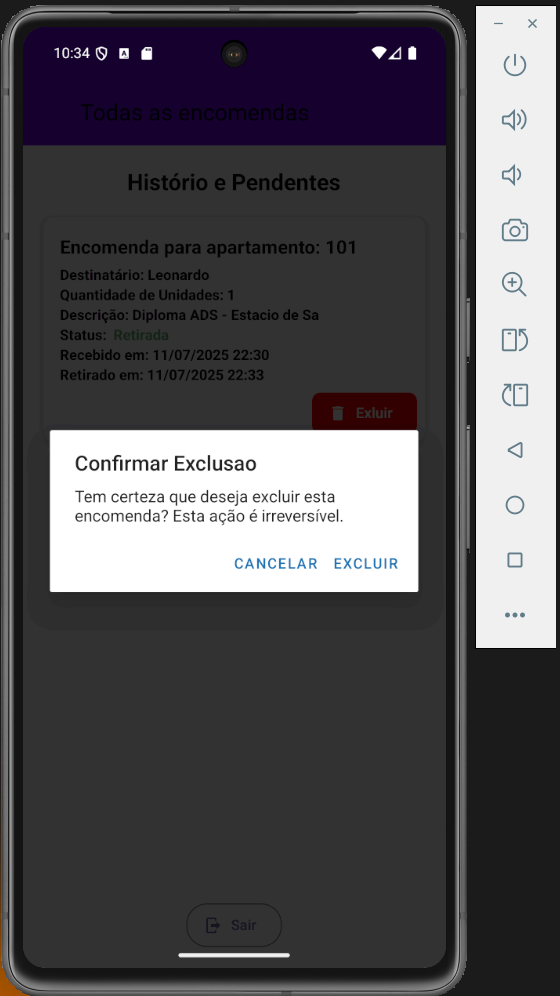 10:34
Todas as encomendas
Histório e Pendentes
Encomenda para apartamento: 101
Destinatário: Leonardo
Quantidade de Unidades: 1
Descrição: Diploma ADS - Estacio de Sa
Status: Retirada
Recebido em: 11/07/2025 22:30
Retirado em: 11/07/2025 22:33
Exluir
Confirmar Exclusao
Tem certeza que deseja excluir esta
encomenda? Esta ação é irreversível.
CANCELAR EXCLUIR
Sair